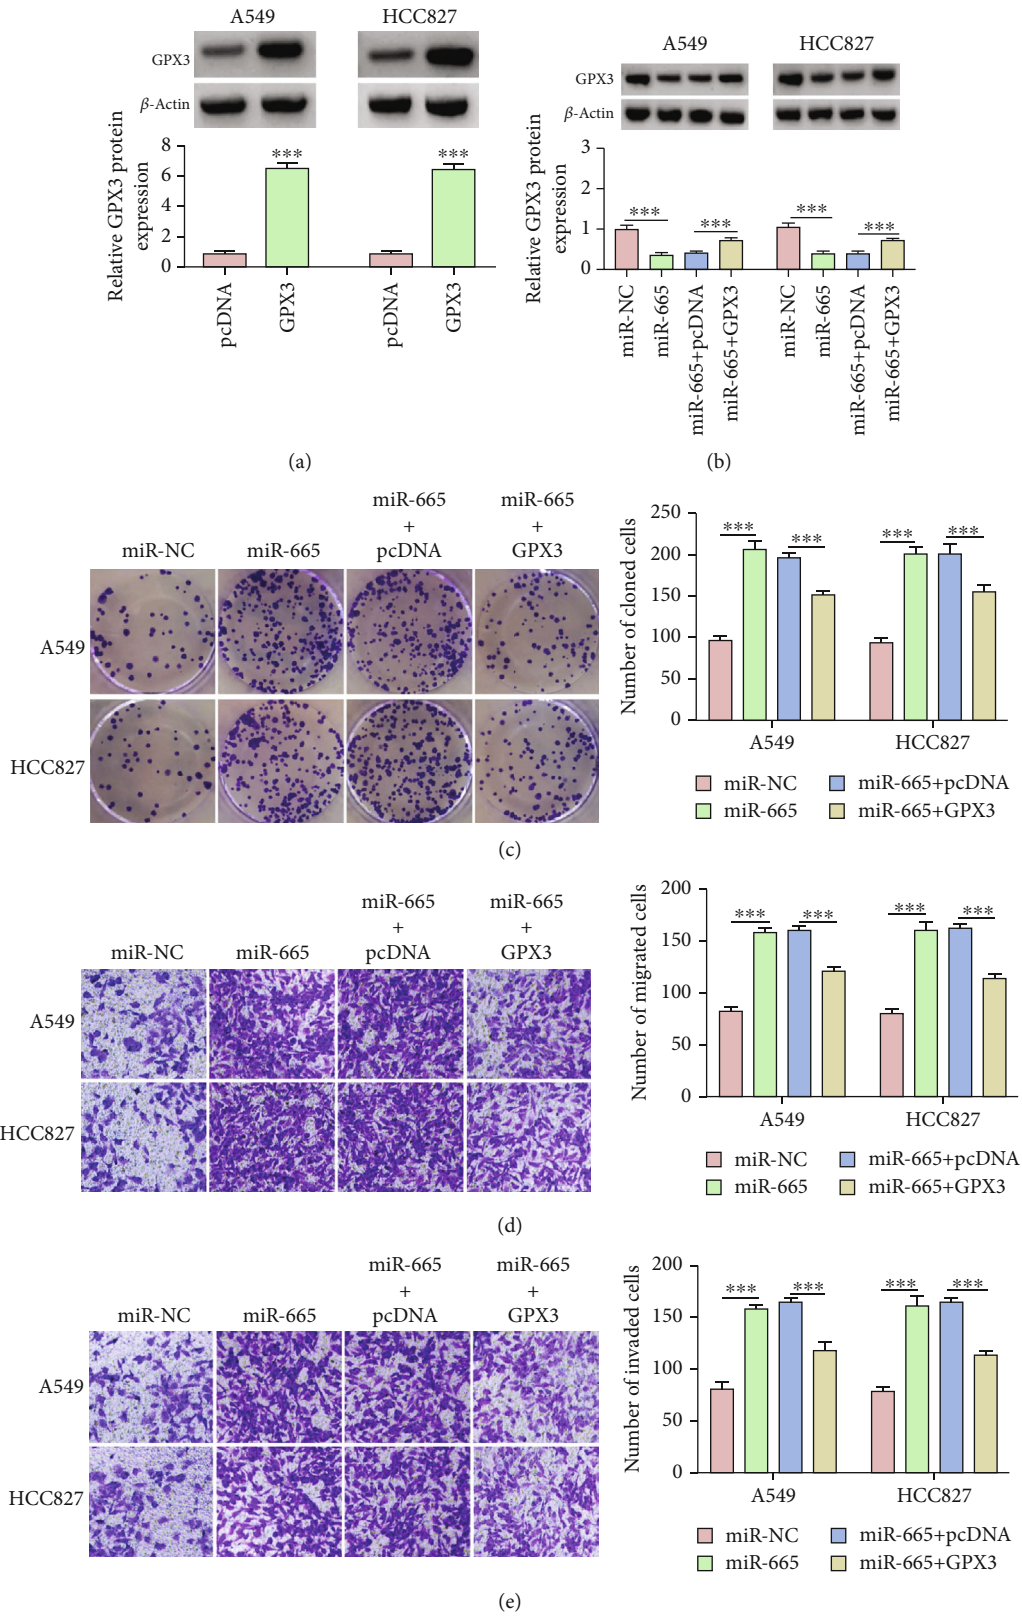 A549 HCC827
GPX3
β-Actin
Relative GPX3 protein
expression
8
6
4
2
0
*** ***
pcDNA GPX3 pcDNA GPX3
(a)
A549 HCC827
GPX3
β-Actin
Relative GPX3 protein
expression
3
2
1
0
*** *** *** ***
miR-NC miR-665 miR-665+pcDNA miR-665+GPX3 miR-NC miR-665 miR-665+pcDNA miR-665+GPX3
(b)
miR-NC
miR-665
miR-665
+
pcDNA
miR-665
+
GPX3
A549
HCC827
Number of cloned cells
250
200
150
100
50
0
*** *** *** ***
A549 HCC827
miR-NC miR-665+pcDNA
miR-665 miR-665+GPX3
(c)
miR-NC
miR-665
miR-665
+
pcDNA
miR-665
+
GPX3
A549
HCC827
Number of migrated cells
200
150
100
50
0
*** *** *** ***
A549 HCC827
miR-NC miR-665+pcDNA
miR-665 miR-665+GPX3
(d)
miR-NC
miR-665
miR-665
+
pcDNA
miR-665
+
GPX3
A549
HCC827
Number of invaded cells
200
150
100
50
0
*** *** *** ***
A549 HCC827
miR-NC miR-665+pcDNA
miR-665 miR-665+GPX3
(e)